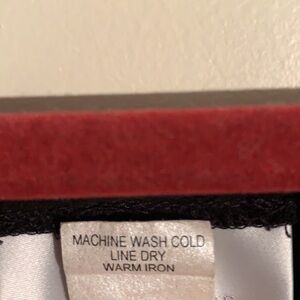 MACHINE WASH COLD
LINE DRY
WARM IRON